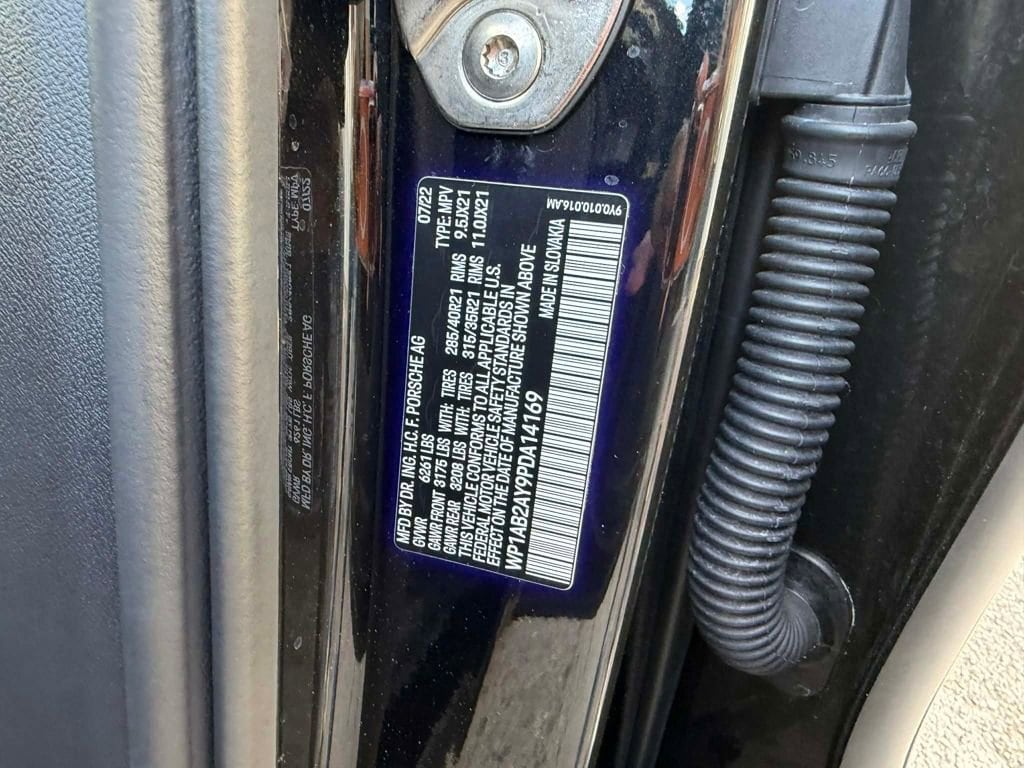 MFD BY DR. ING. H.C. F. PORSCHE AG 07/22
GVWR 6261 LBS TYPE: MPV
GAWR FRONT 3175 LBS WITH: TIRES 285/40R21 RIMS 9.5JX21
GAWR REAR 3208 LBS WITH: TIRES 315/35R21 RIMS 11.0JX21
THIS VEHICLE CONFORMS TO ALL APPLICABLE U.S.
FEDERAL MOTOR VEHICLE SAFETY STANDARDS IN
EFFECT ON THE DATE OF MANUFACTURE SHOWN ABOVE
WP1AB2AY9PDA14169 MADE IN SLOVAKIA
9Y0.010.016.AM